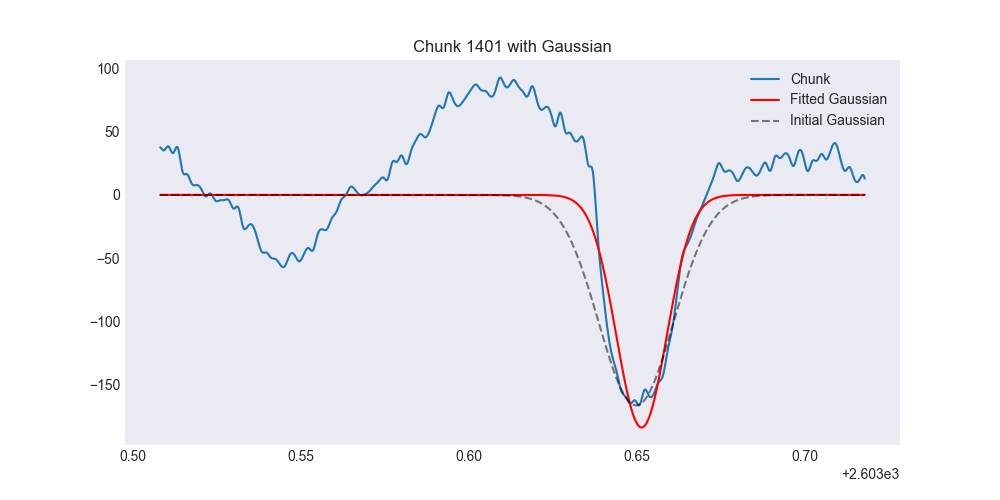 Chunk 1401 with Gaussian
100
50
0
−50
−100
−150
Chunk
Fitted Gaussian
Initial Gaussian
0.50 0.55 0.60 0.65 0.70
+2.603e3